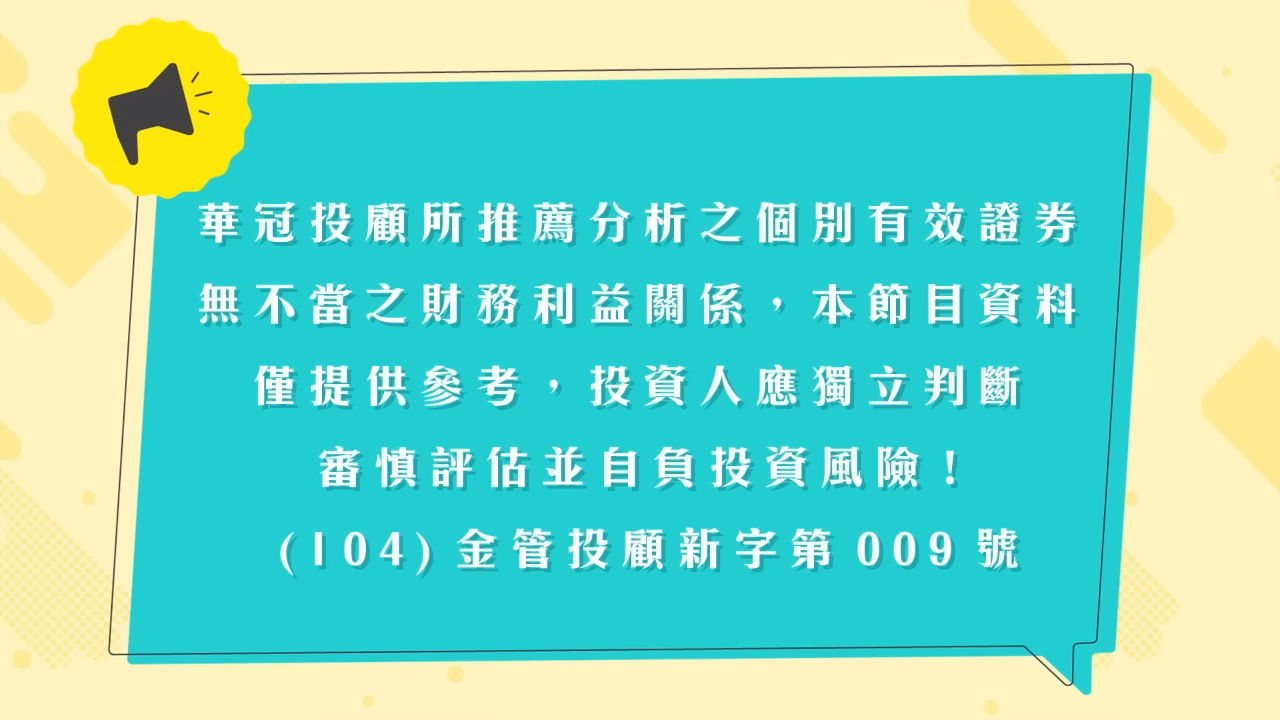 華冠投顧所推薦分析之個別有效證券
無不當之財務利益關係，本節目資料
僅提供參考，投資人應獨立判斷
審慎評估並自負投資風險！
(104) 金管投顧新字第 009 號